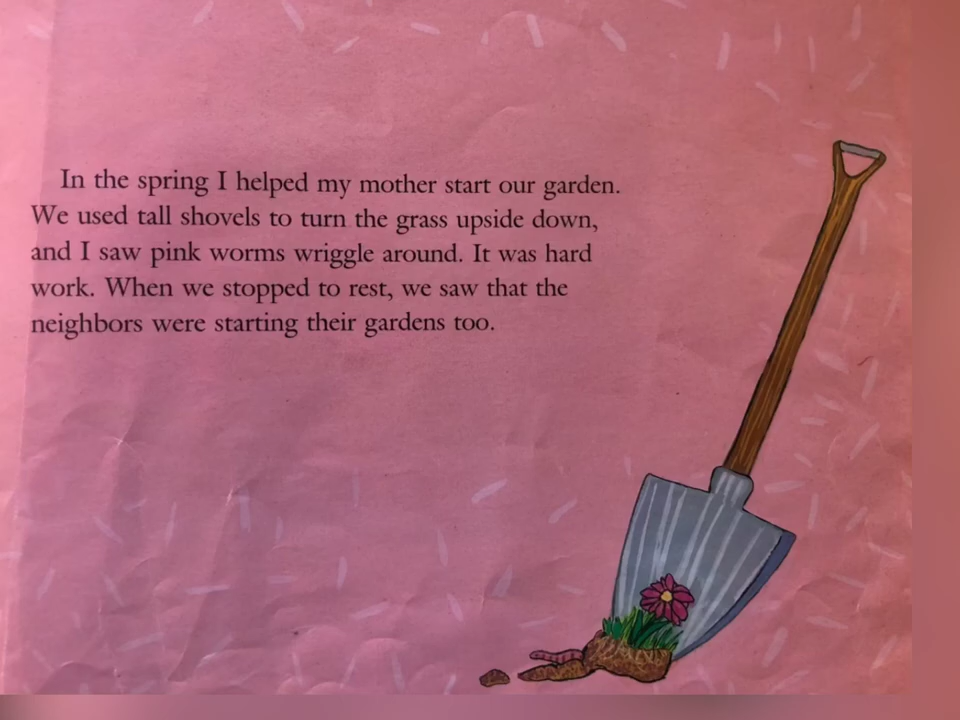 In the spring I helped my mother start our garden.
We used tall shovels to turn the grass upside down,
and I saw pink worms wriggle around. It was hard
work. When we stopped to rest, we saw that the
neighbors were starting their gardens too.